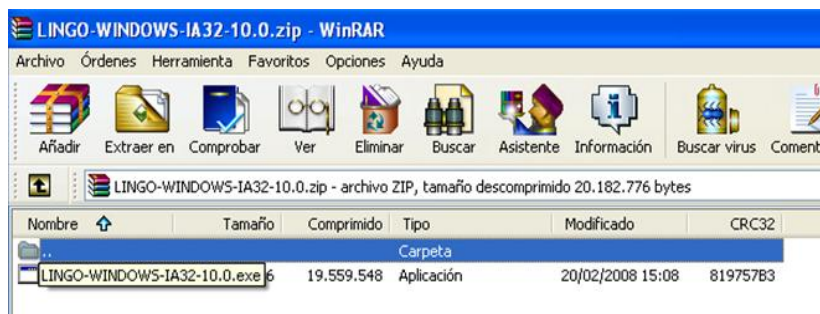 LINGO-WINDOWS-IA32-10.0.zip - WinRAR
Archivo Órdenes Herramienta Favoritos Opciones Ayuda
Añadir Extraer en Comprobar Ver Eliminar Buscar Asistente Información Buscar virus Coment
LINGO-WINDOWS-IA32-10.0.zip - archivo ZIP, tamaño descomprimido 20.182.776 bytes
Nombre Tamaño Comprimido Tipo Modificado CRC32
.. Carpeta
LINGO-WINDOWS-IA32-10.0.exe 6 19.559.548 Aplicación 20/02/2008 15:08 819757B3